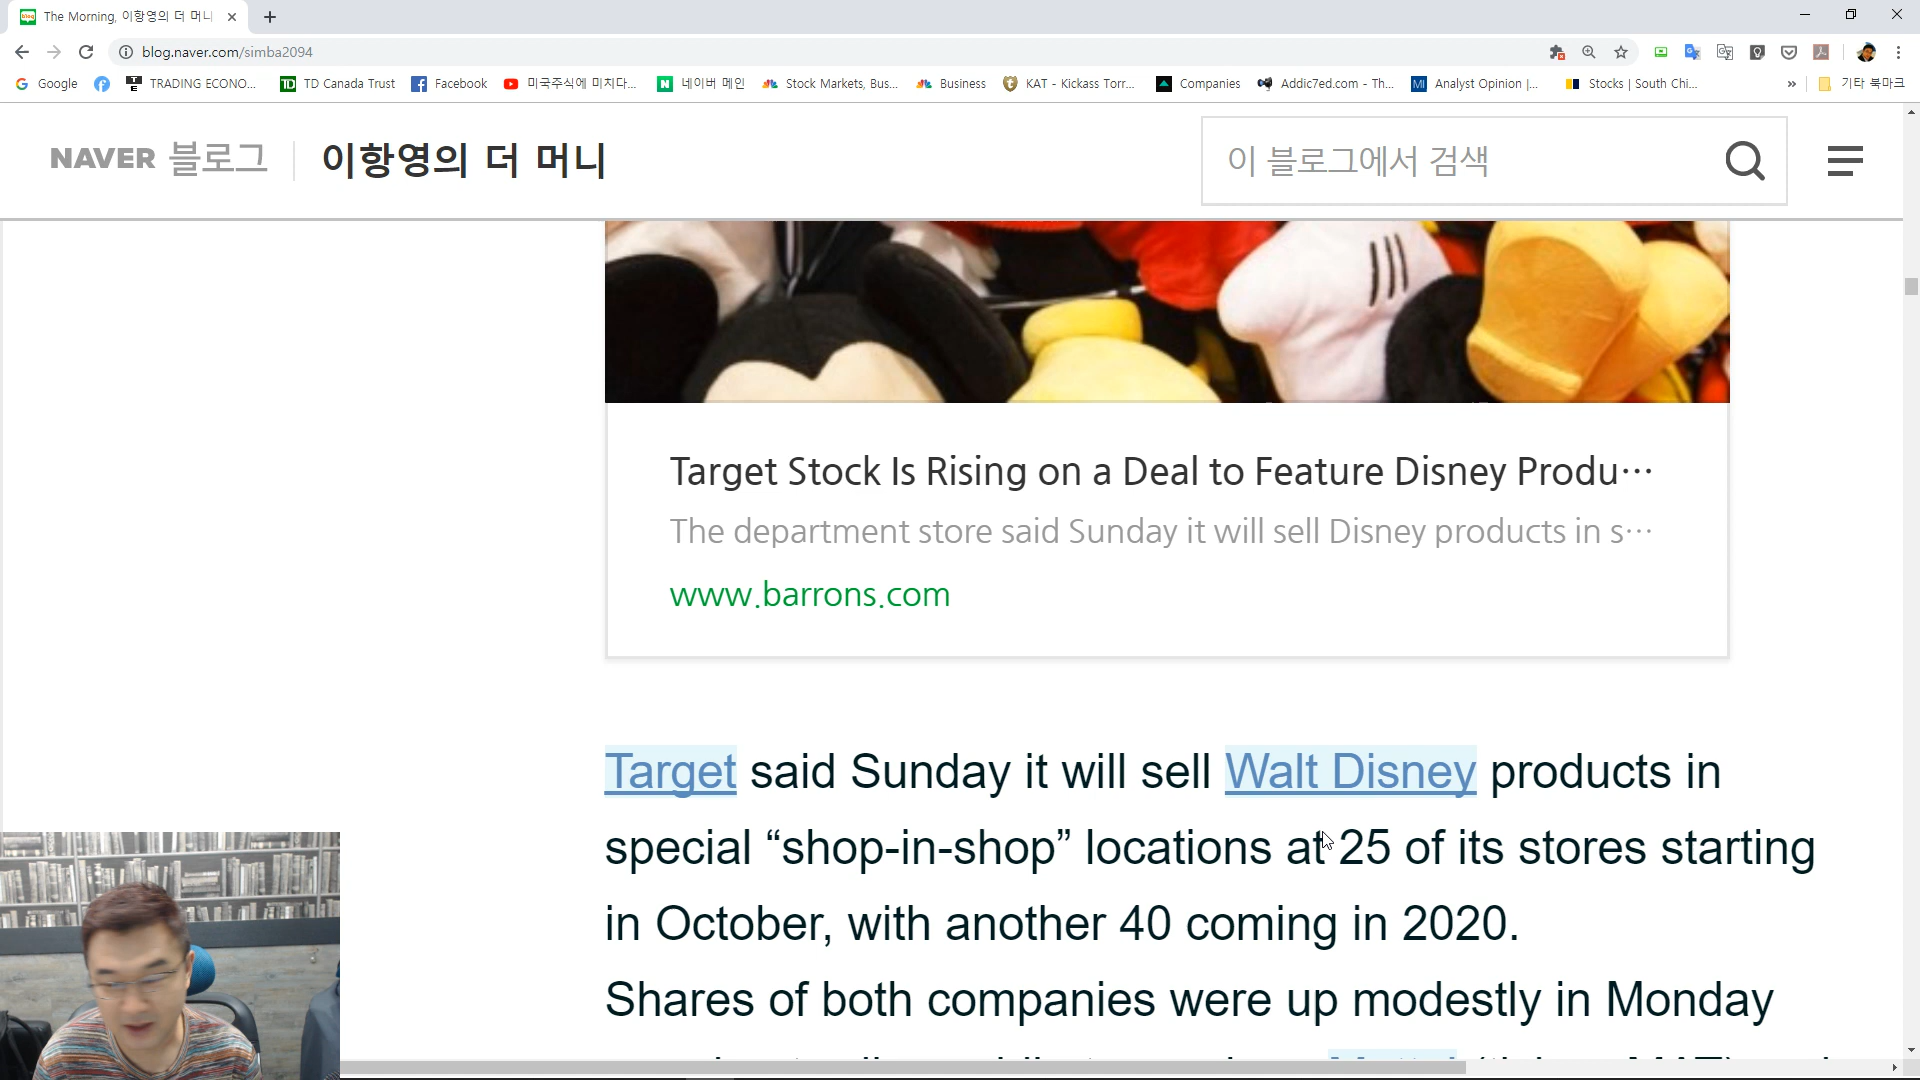 The Morning, 이항영의 더 머니
blog.naver.com/simba2094
Google
TRADING ECONO...
TD Canada Trust
Facebook
미국주식에 미치다...
네이버 메인
Stock Markets, Bus...
Business
KAT - Kickass Torr...
Companies
Addic7ed.com - Th...
Analyst Opinion |...
Stocks | South Chi...
»
기타 북마크
NAVER 블로그
이항영의 더 머니
이 블로그에서 검색
Target Stock Is Rising on a Deal to Feature Disney Produ…
The department store said Sunday it will sell Disney products in s…
www.barrons.com
Target said Sunday it will sell Walt Disney products in
special “shop-in-shop” locations at 25 of its stores starting
in October, with another 40 coming in 2020.
Shares of both companies were up modestly in Monday